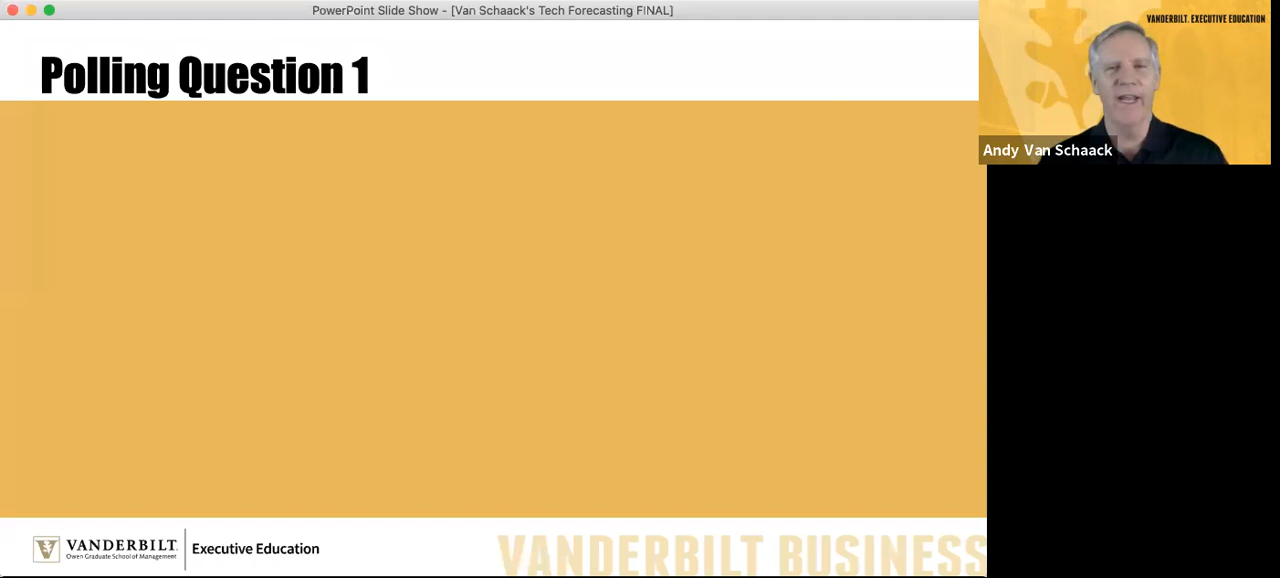 PowerPoint Slide Show - [Van Schaack's Tech Forecasting FINAL]
VANDERBILT. EXECUTIVE EDUCATION
Polling Question 1
Andy Van Schaack
VANDERBILT.
Owen Graduate School of Management
Executive Education
VANDERBILT BUSINESS